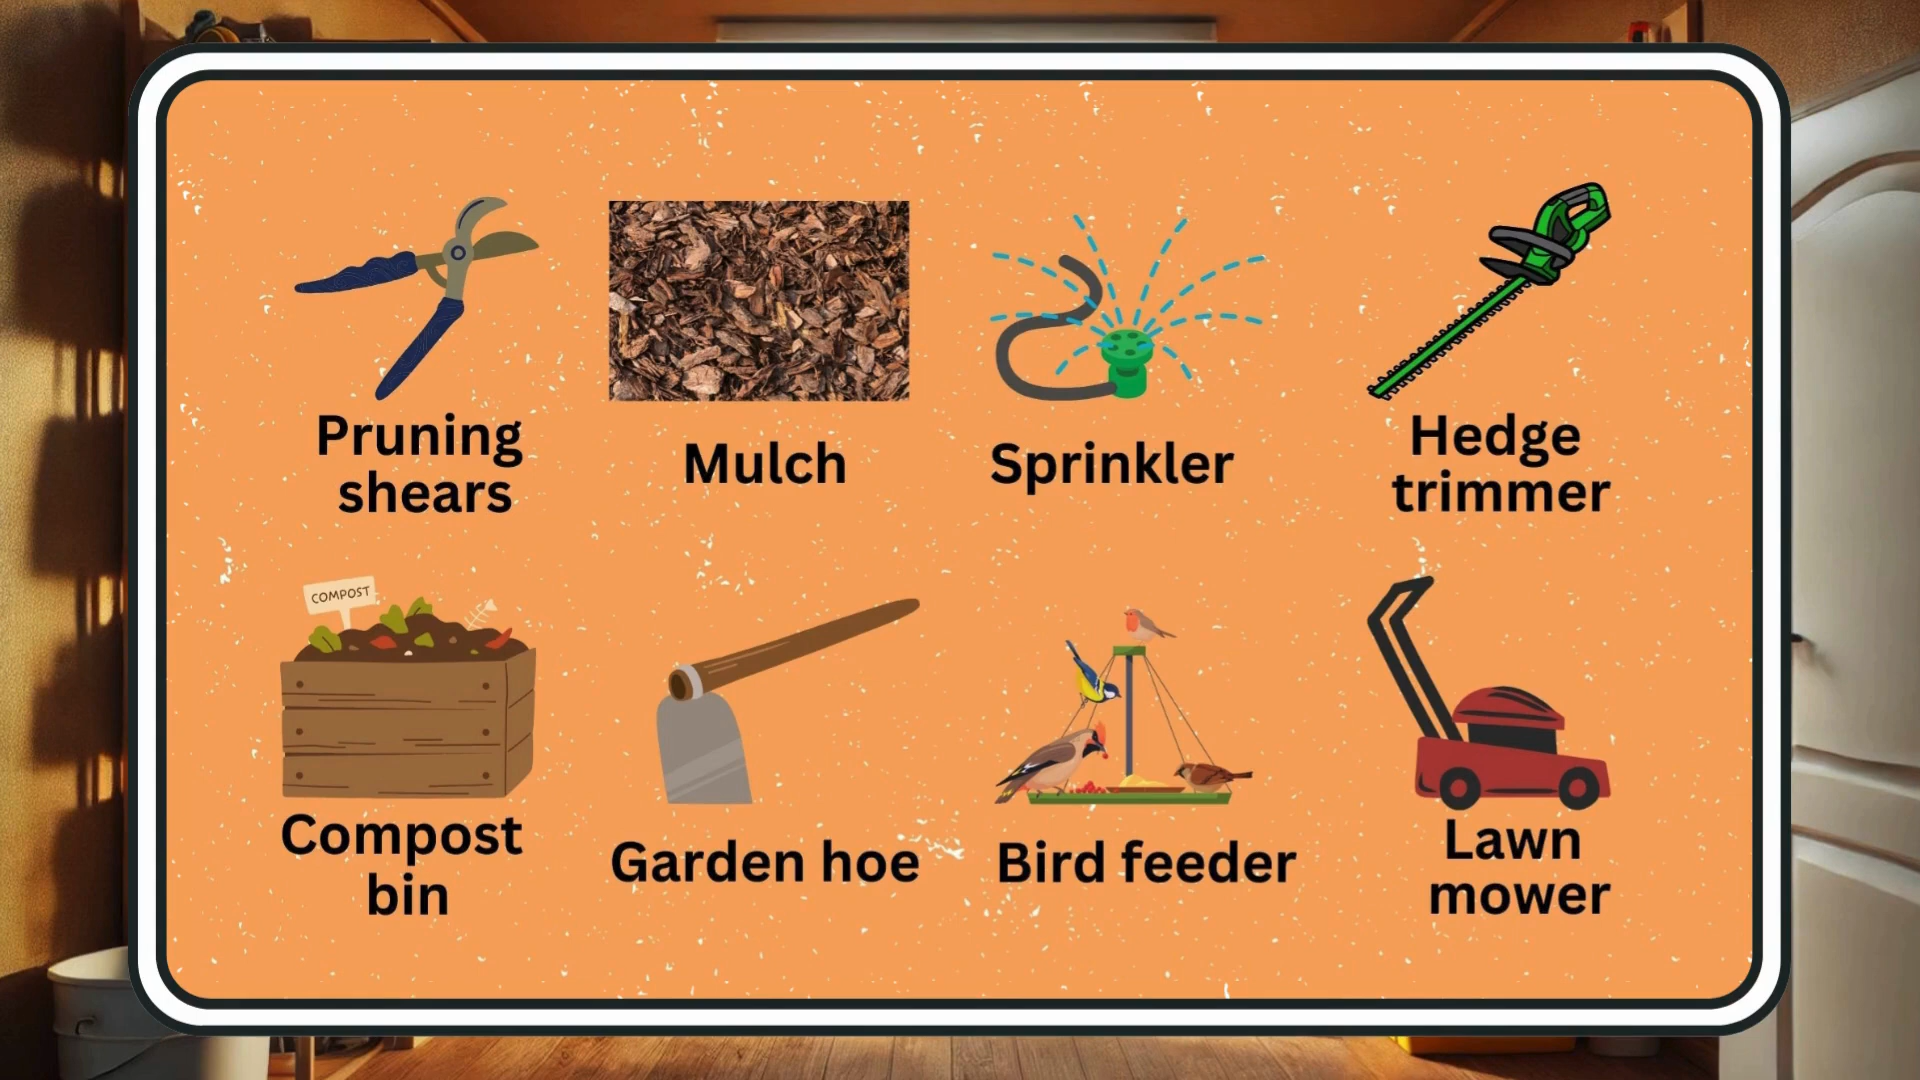 Pruning
shears
Mulch
Sprinkler
Hedge
trimmer
COMPOST
Compost
bin
Garden hoe
Bird feeder
Lawn
mower